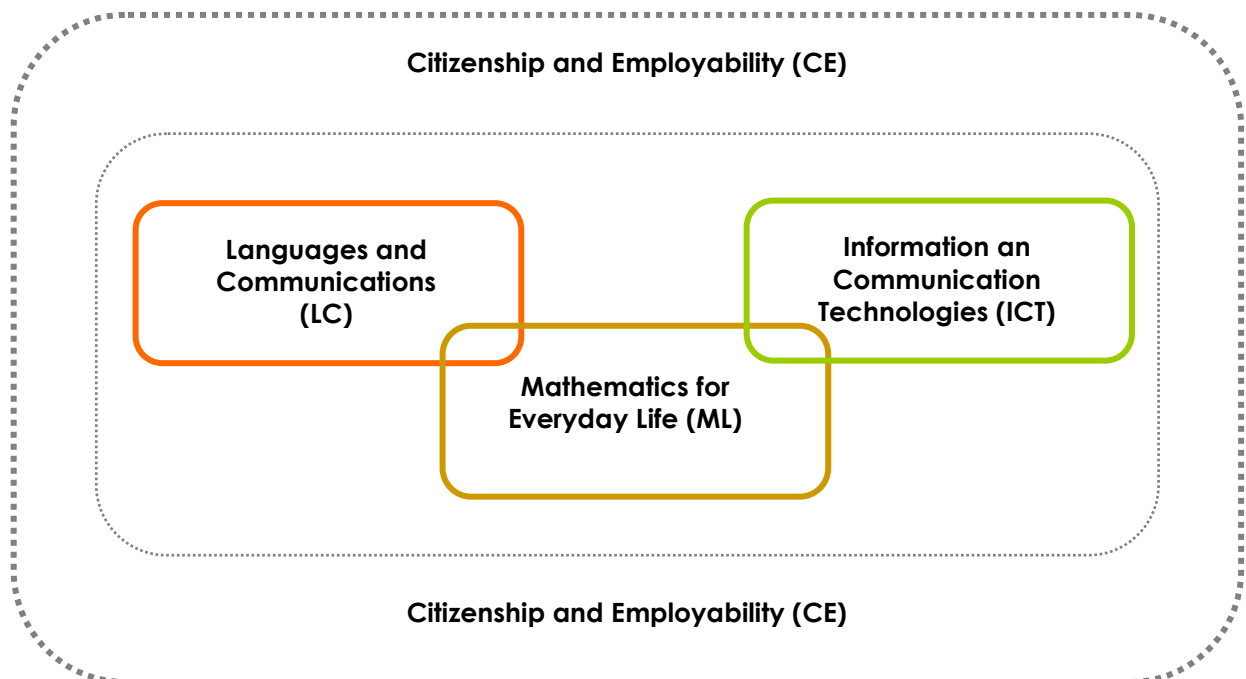 Citizenship and Employability (CE)
Languages and
Communications
(LC)
Information an
Communication
Technologies (ICT)
Mathematics for
Everyday Life (ML)
Citizenship and Employability (CE)